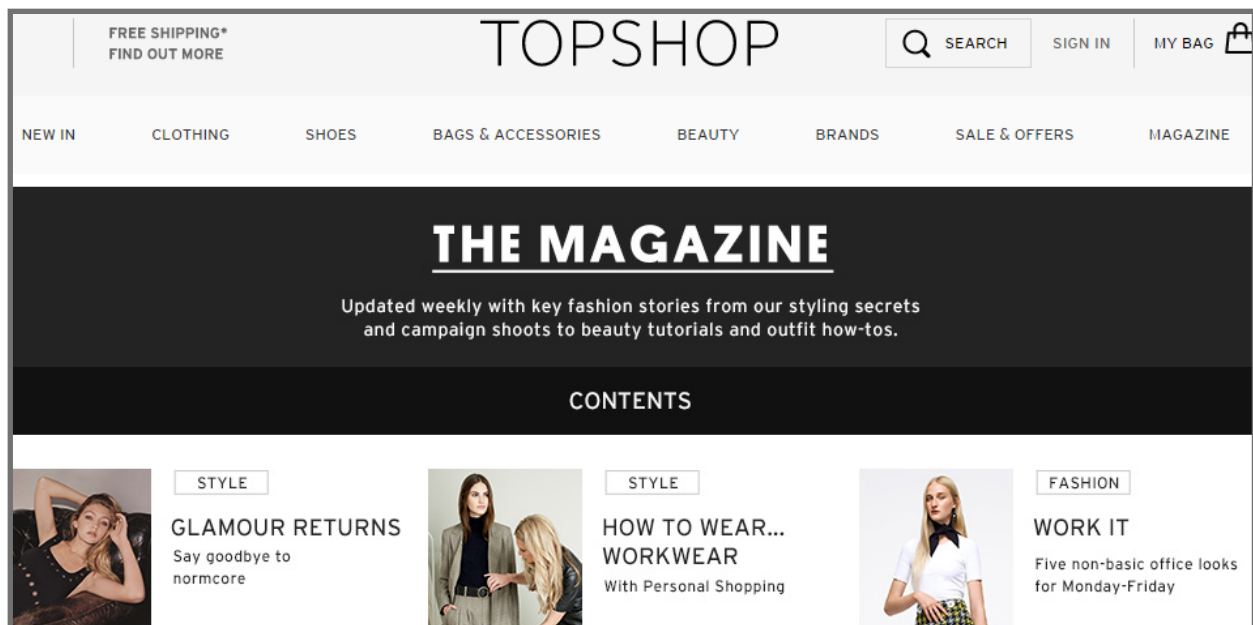 FREE SHIPPING*
FIND OUT MORE
TOPSHOP
SEARCH
SIGN IN
MY BAG
NEW IN
CLOTHING
SHOES
BAGS & ACCESSORIES
BEAUTY
BRANDS
SALE & OFFERS
MAGAZINE
THE MAGAZINE
Updated weekly with key fashion stories from our styling secrets
and campaign shoots to beauty tutorials and outfit how-tos.
CONTENTS
STYLE
GLAMOUR RETURNS
Say goodbye to
normcore
STYLE
HOW TO WEAR...
WORKWEAR
With Personal Shopping
FASHION
WORK IT
Five non-basic office looks
for Monday-Friday